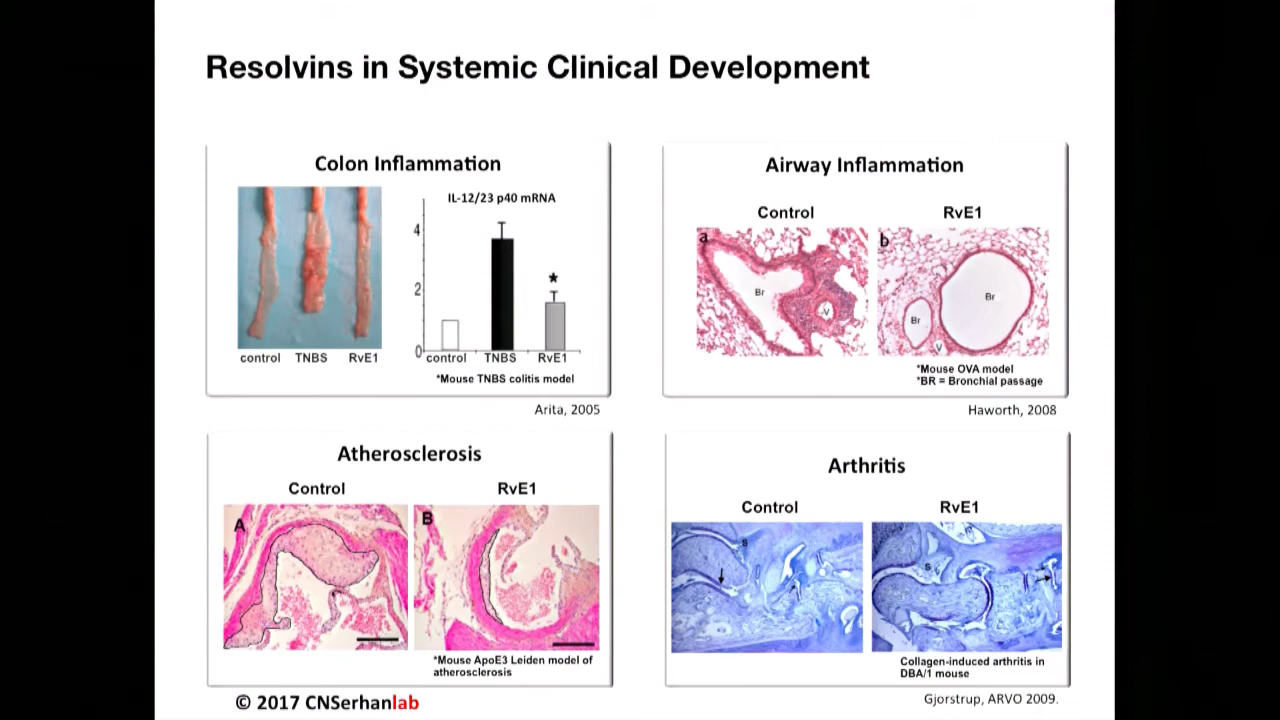 Resolvins in Systemic Clinical Development
Colon Inflammation
IL-12/23 p40 mRNA
4
2
0
*
control TNBS RvE1
control TNBS RvE1
*Mouse TNBS colitis model
Arita, 2005
Airway Inflammation
Control RvE1
a
Br
V
b
Br
Br
V
*Mouse OVA model
*BR = Bronchial passage
Haworth, 2008
Atherosclerosis
Control RvE1
A
B
*Mouse ApoE3 Leiden model of
atherosclerosis
Arthritis
Control RvE1
S
S
Collagen-induced arthritis in
DBA/1 mouse
Gjorstrup, ARVO 2009.
© 2017 CNSerhanlab